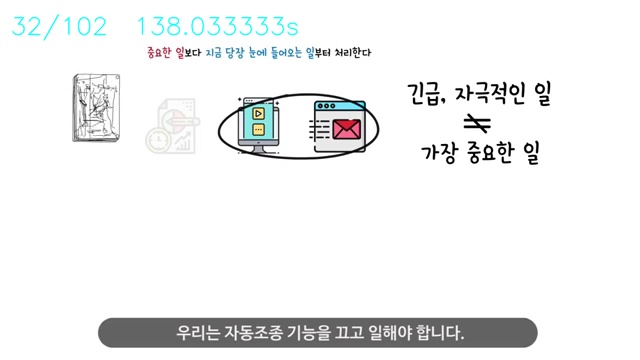 32/102 138.033333s
중요한 일보다 지금 당장 눈에 들어오는 일부터 처리한다
긴급, 자극적인 일
≠
가장 중요한 일
우리는 자동조종 기능을 끄고 일해야 합니다.